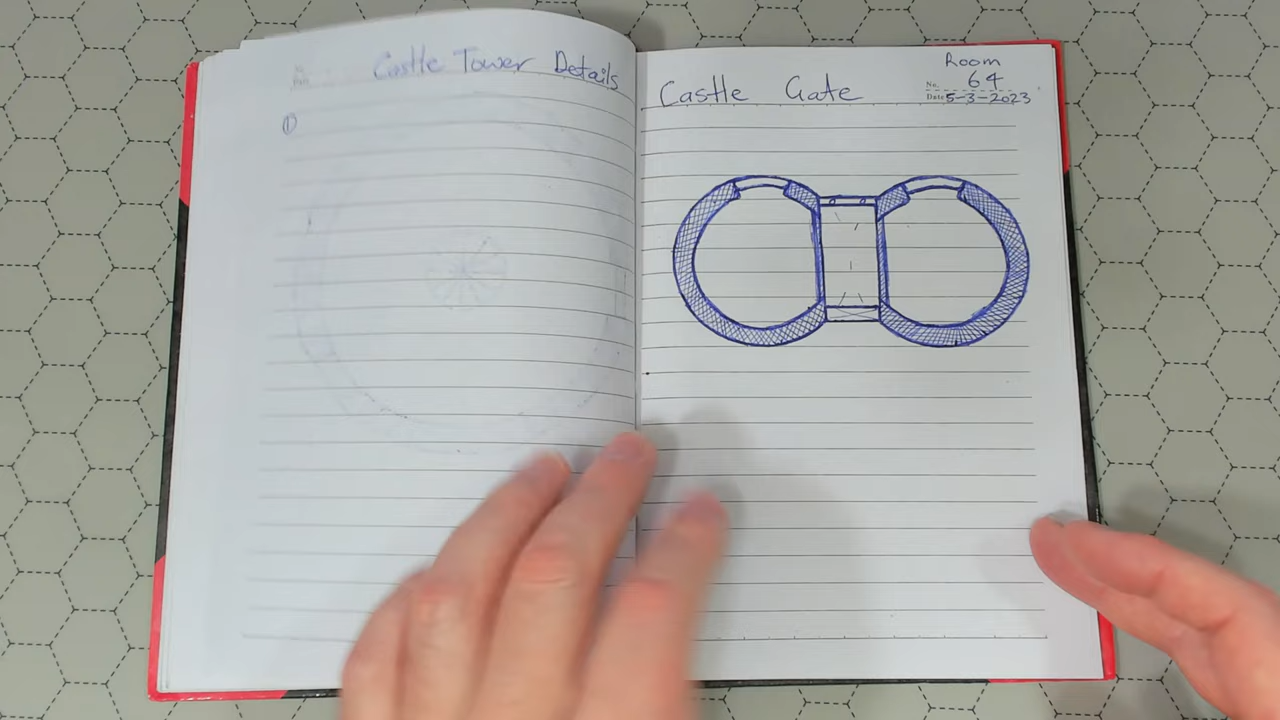 Castle Tower Details
①
Castle Gate
Room
No. 64
Date 5-3-2023